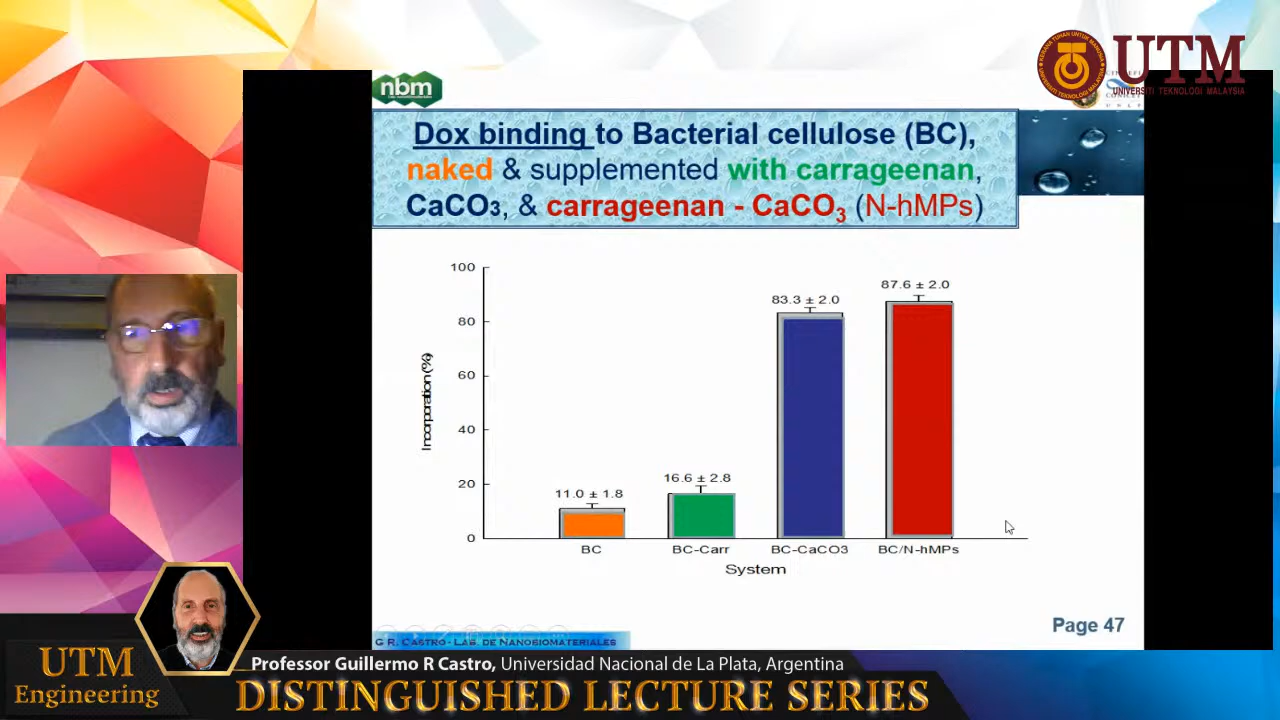 UTM
UNIVERSITI TEKNOLOGI MALAYSIA
nbm
Dox binding to Bacterial cellulose (BC),
naked & supplemented with carrageenan,
CaCO3, & carrageenan - CaCO3 (N-hMPs)
Incorporation (%)
100
80
60
40
20
0
11.0 ± 1.8
16.6 ± 2.8
83.3 ± 2.0
87.6 ± 2.0
BC
BC-Carr
BC-CaCO3
BC/N-hMPs
System
Page 47
G R. Castro - Lab. de Nanobiomateriales
UTM
Engineering
Professor Guillermo R Castro, Universidad Nacional de La Plata, Argentina
DISTINGUISHED LECTURE SERIES